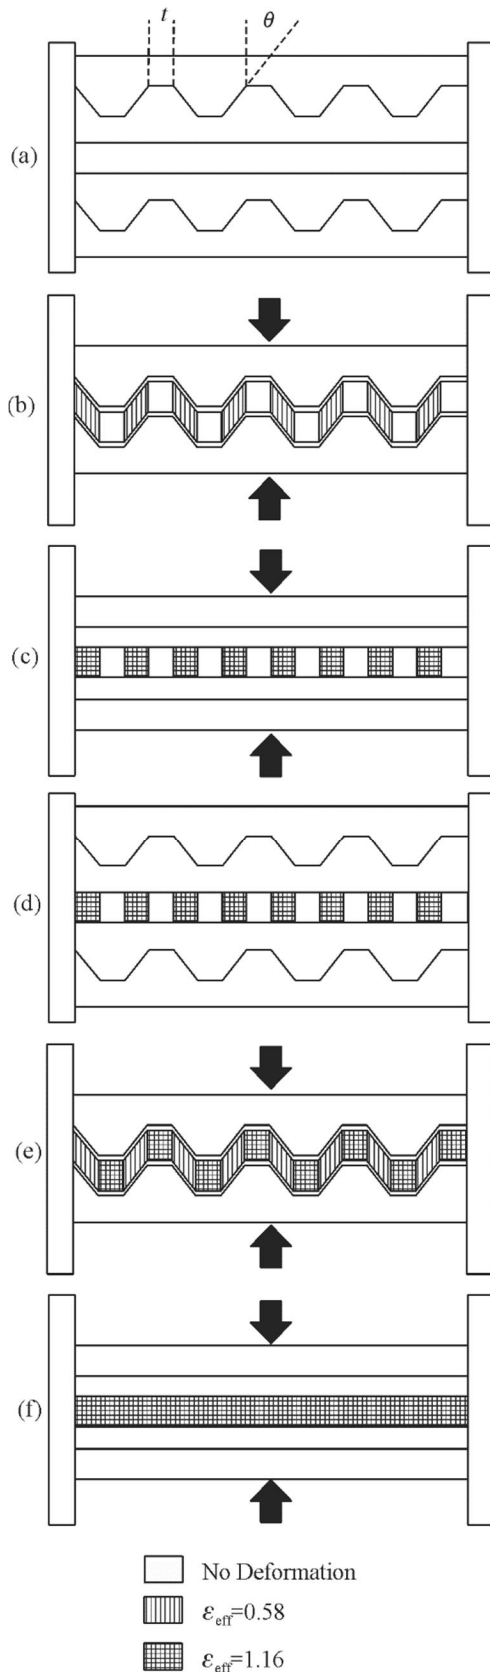 t θ
(a)
(b)
(c)
(d)
(e)
(f)
No Deformation
εeff=0.58
εeff=1.16